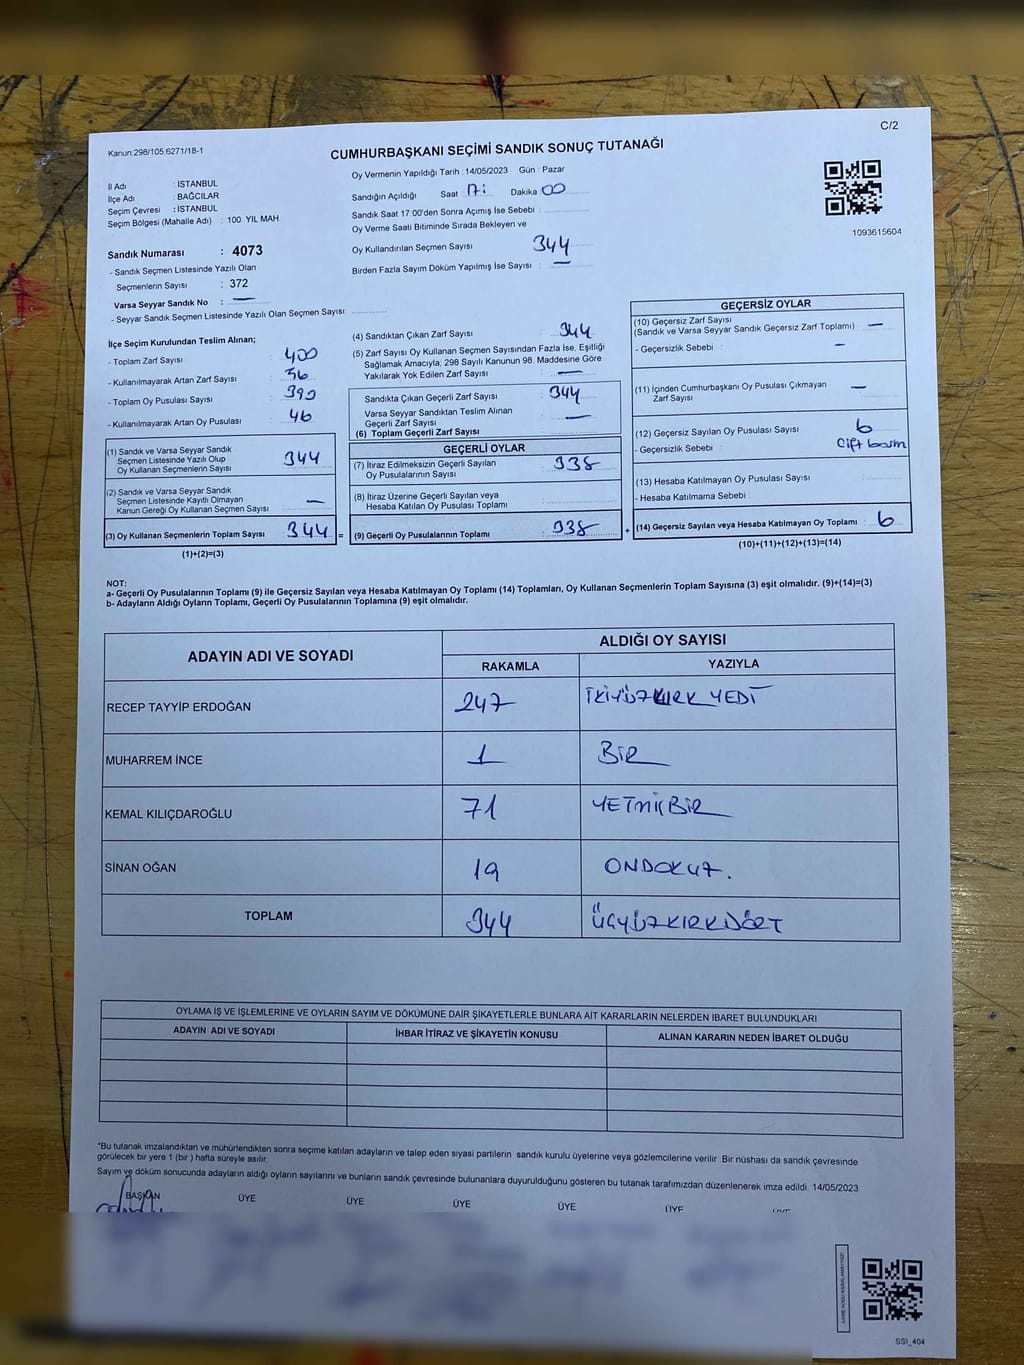 C/2
Kanun 298/105 6271/18-1
CUMHURBAŞKANI SEÇİMİ SANDIK SONUÇ TUTANAĞI
İl Adı : İSTANBUL
İlçe Adı : BAĞCILAR
Seçim Çevresi : İSTANBUL
Seçim Bölgesi (Mahalle Adı) : 100 YIL MAH.
Oy Vermenin Yapıldığı Tarih : 14/05/2023 Gün : Pazar
Sandığın Açıldığı Saat 17: Dakika 00
Sandık Saat 17:00'den Sonra Açımış İse Sebebi :
Oy Verme Saati Bitiminde Sırada Bekleyen ve
Oy Kullandırılan Seçmen Sayısı 344
Birden Fazla Sayım Döküm Yapılmış İse Sayısı : —
1093615604
Sandık Numarası : 4073
- Sandık Seçmen Listesinde Yazılı Olan
Seçmenlerin Sayısı : 372
Varsa Seyyar Sandık No : —
- Seyyar Sandık Seçmen Listesinde Yazılı Olan Seçmen Sayısı:
İlçe Seçim Kurulundan Teslim Alınan;
- Toplam Zarf Sayısı : 400
- Kullanılmayarak Artan Zarf Sayısı : 56
- Toplam Oy Pusulası Sayısı : 390
- Kullanılmayarak Artan Oy Pusulası : 46
(1) Sandık ve Varsa Seyyar Sandık
Seçmen Listesinde Yazılı Olup
Oy Kullanan Seçmenlerin Sayısı : 344
(2) Sandık ve Varsa Seyyar Sandık
Seçmen Listesinde Kayıtlı Olmayan
Kanun Gereği Oy Kullanan Seçmen Sayısı : —
(3) Oy Kullanan Seçmenlerin Toplam Sayısı : 344 =
(1)+(2)=(3)
(4) Sandıktan Çıkan Zarf Sayısı : 344
(5) Zarf Sayısı Oy Kullanan Seçmen Sayısından Fazla İse, Eşitliği
Sağlamak Amacıyla, 298 Sayılı Kanunun 98. Maddesine Göre
Yakılarak Yok Edilen Zarf Sayısı : —
Sandıkta Çıkan Geçerli Zarf Sayısı : 344
Varsa Seyyar Sandıktan Teslim Alınan
Geçerli Zarf Sayısı : —
(6) Toplam Geçerli Zarf Sayısı :
GEÇERLİ OYLAR
(7) İtiraz Edilmeksizin Geçerli Sayılan
Oy Pusulalarının Sayısı : 338
(8) İtiraz Üzerine Geçerli Sayılan veya
Hesaba Katılan Oy Pusulası Toplamı :
(9) Geçerli Oy Pusulalarının Toplamı : 338 +
GEÇERSİZ OYLAR
(10) Geçersiz Zarf Sayısı
(Sandık ve Varsa Seyyar Sandık Geçersiz Zarf Toplamı) : —
- Geçersizlik Sebebi : —
(11) İçinden Cumhurbaşkanı Oy Pusulası Çıkmayan
Zarf Sayısı : —
(12) Geçersiz Sayılan Oy Pusulası Sayısı : 6
- Geçersizlik Sebebi : Çift basım
(13) Hesaba Katılmayan Oy Pusulası Sayısı :
- Hesaba Katılmama Sebebi :
(14) Geçersiz Sayılan veya Hesaba Katılmayan Oy Toplamı : 6
(10)+(11)+(12)+(13)=(14)
NOT:
a- Geçerli Oy Pusulalarının Toplamı (9) ile Geçersiz Sayılan veya Hesaba Katılmayan Oy Toplamı (14) Toplamları, Oy Kullanan Seçmenlerin Toplam Sayısına (3) eşit olmalıdır. (9)+(14)=(3)
b- Adayların Aldığı Oyların Toplamı, Geçerli Oy Pusulalarının Toplamına (9) eşit olmalıdır.
ADAYIN ADI VE SOYADI ALDIĞI OY SAYISI
RAKAMLA YAZIYLA
RECEP TAYYİP ERDOĞAN 247 İKİYÜZKIRK YEDİ
MUHARREM İNCE 1 BİR
KEMAL KILIÇDAROĞLU 71 YETMİŞBİR
SİNAN OĞAN 19 ONDOKUZ.
TOPLAM 344 ÜÇYÜZKIRKDÖRT
OYLAMA İŞ VE İŞLEMLERİNE VE OYLARIN SAYIM VE DÖKÜMÜNE DAİR ŞİKAYETLERLE BUNLARA AİT KARARLARIN NELERDEN İBARET BULUNDUKLARI
ADAYIN ADI VE SOYADI İHBAR İTİRAZ VE ŞİKAYETİN KONUSU ALINAN KARARIN NEDEN İBARET OLDUĞU
*Bu tutanak imzalandıktan ve mühürlendikten sonra seçime katılan adayların ve talep eden siyasi partilerin sandık kurulu üyelerine veya gözlemcilerine verilir Bir nüshası da sandık çevresinde
görülecek bir yere 1 (bir ) hafta süreyle asılır.
Sayım ve döküm sonucunda adayların aldığı oyların sayılarını ve bunların sandık çevresinde bulunanlara duyurulduğunu gösteren bu tutanak tarafımızdan düzenlenerek imza edildi. 14/05/2023
BAŞKAN ÜYE ÜYE ÜYE ÜYE ÜYE
SSI_404